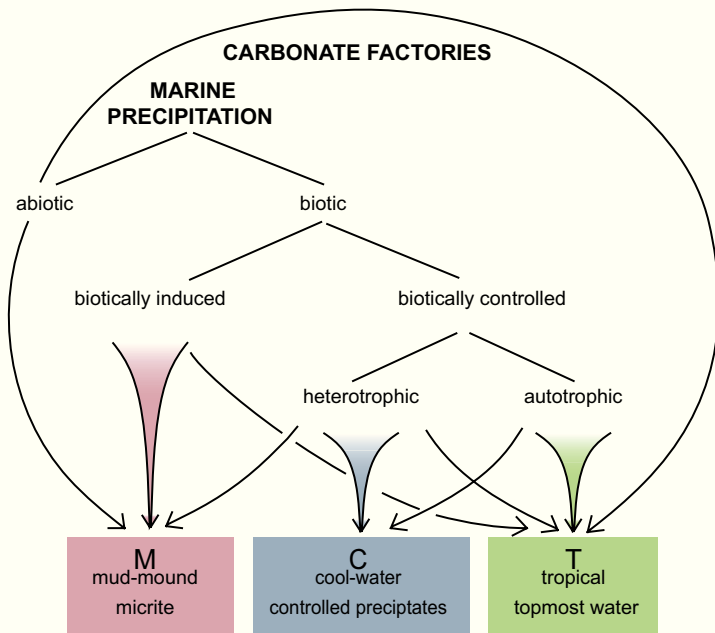 CARBONATE FACTORIES
MARINE
PRECIPITATION
abiotic
biotic
biotically induced
biotically controlled
heterotrophic
autotrophic
M
mud-mound
micrite
C
cool-water
controlled preciptates
T
tropical
topmost water